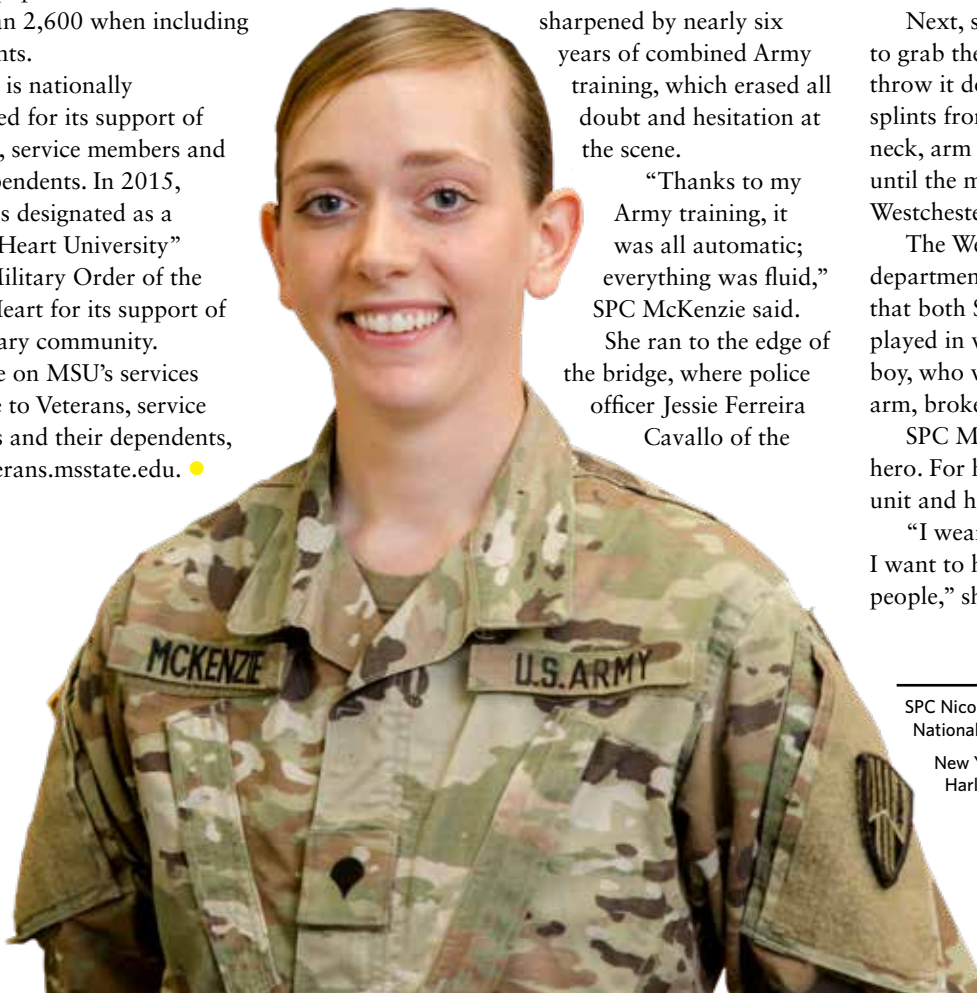 an 2,600 when including
nts.
is nationally
ed for its support of
, service members and
pendents. In 2015,
s designated as a
Heart University”
Military Order of the
Heart for its support of
ary community.
e on MSU’s services
e to Veterans, service
s and their dependents,
erans.msstate.edu.
sharpened by nearly six
years of combined Army
training, which erased all
doubt and hesitation at
the scene.
“Thanks to my
Army training, it
was all automatic;
everything was fluid,”
SPC McKenzie said.
She ran to the edge of
the bridge, where police
officer Jessie Ferreira
Cavallo of the
Next, s
to grab the
throw it do
splints from
neck, arm
until the m
Westcheste
The We
departmen
that both S
played in v
boy, who w
arm, broke
SPC M
hero. For h
unit and h
“I wear
I want to h
people,” sh
SPC Nico
National
New Y
Harl
MCKENZIE
U.S. ARMY